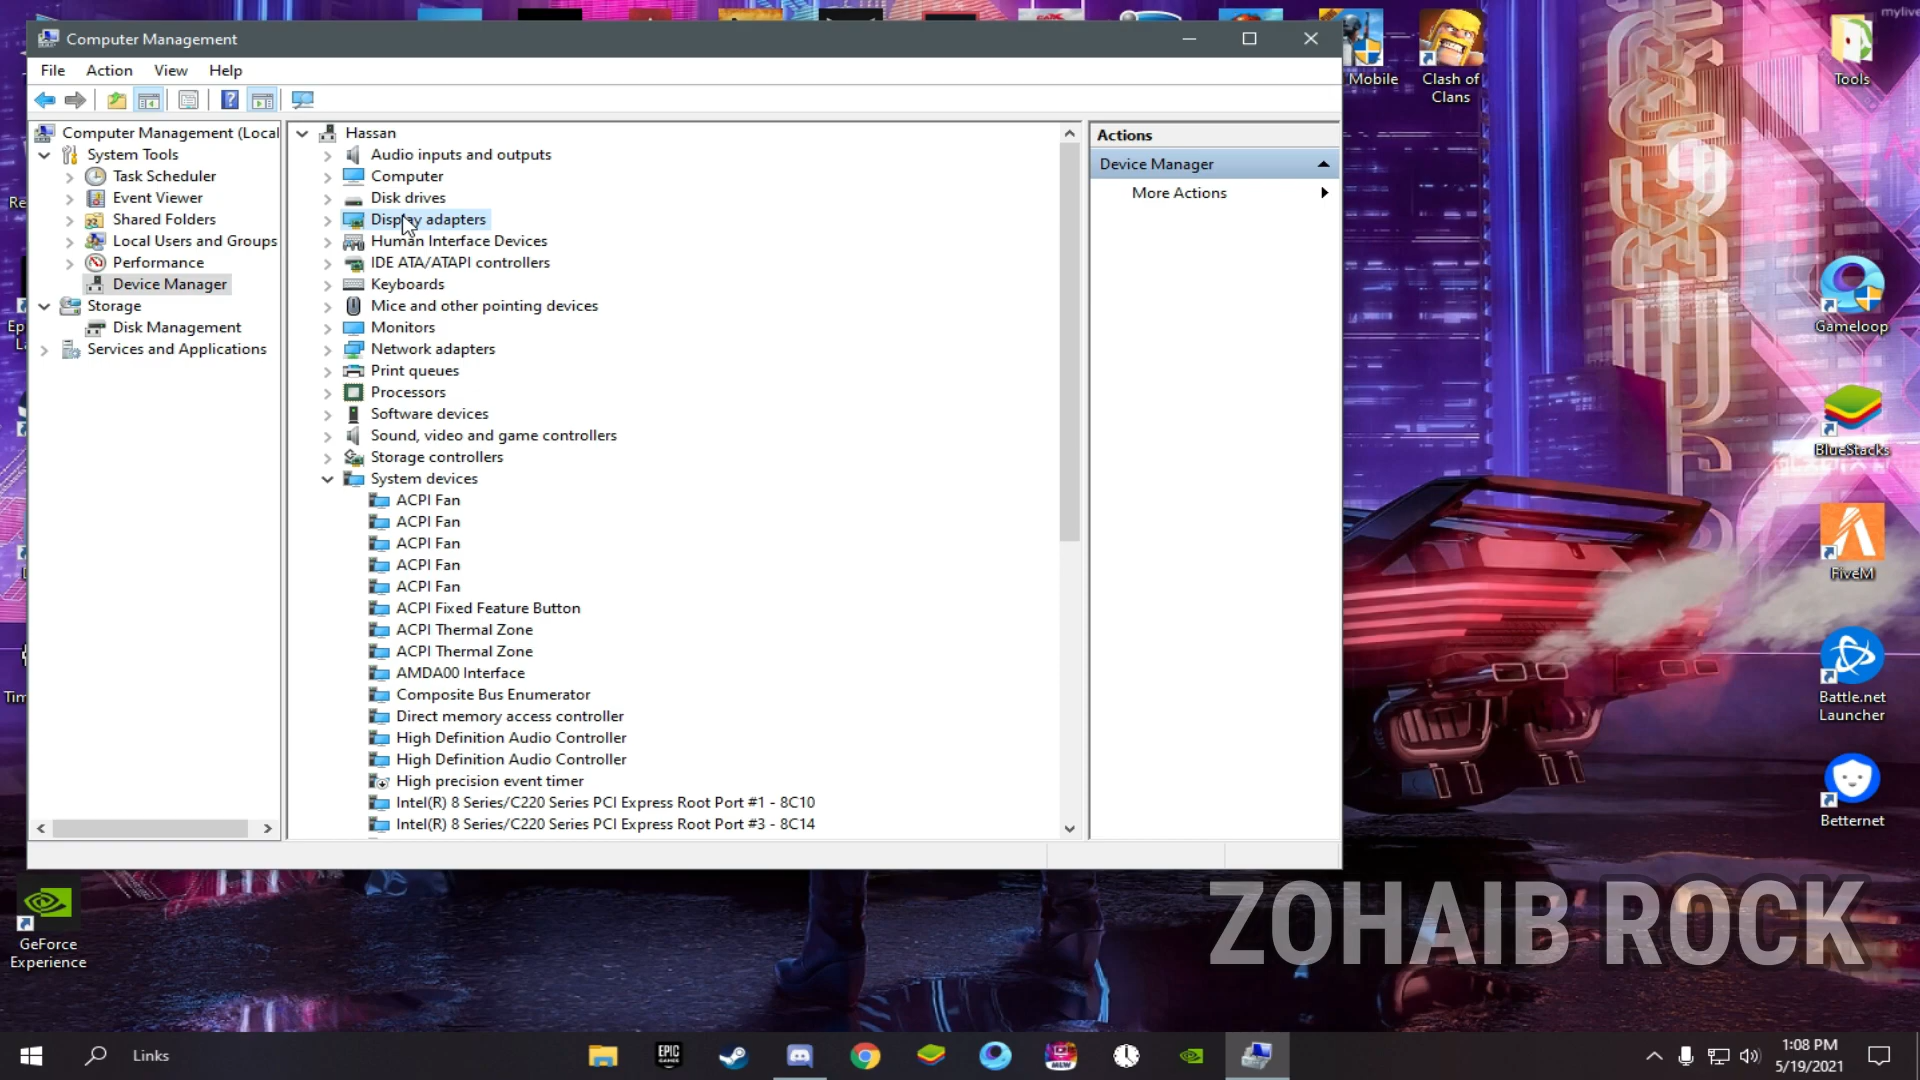 Computer Management
File Action View Help
Computer Management (Local
System Tools
Task Scheduler
Event Viewer
Shared Folders
Local Users and Groups
Performance
Device Manager
Storage
Disk Management
Services and Applications
Hassan
Audio inputs and outputs
Computer
Disk drives
Display adapters
Human Interface Devices
IDE ATA/ATAPI controllers
Keyboards
Mice and other pointing devices
Monitors
Network adapters
Print queues
Processors
Software devices
Sound, video and game controllers
Storage controllers
System devices
ACPI Fan
ACPI Fan
ACPI Fan
ACPI Fan
ACPI Fan
ACPI Fixed Feature Button
ACPI Thermal Zone
ACPI Thermal Zone
AMDA00 Interface
Composite Bus Enumerator
Direct memory access controller
High Definition Audio Controller
High Definition Audio Controller
High precision event timer
Intel(R) 8 Series/C220 Series PCI Express Root Port #1 - 8C10
Intel(R) 8 Series/C220 Series PCI Express Root Port #3 - 8C14
Actions
Device Manager
More Actions
Mobile
Clash of
Clans
mylive
Tools
Gameloop
BlueStacks
FiveM
Battle.net
Launcher
Betternet
Re
Ep
L
Tim
GeForce
Experience
ZOHAIB ROCK
Links
EPIC
GAMES
1:08 PM
5/19/2021